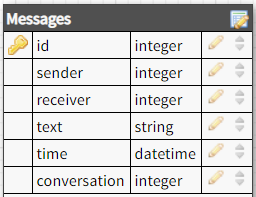 Messages
id integer
sender integer
receiver integer
text string
time datetime
conversation integer